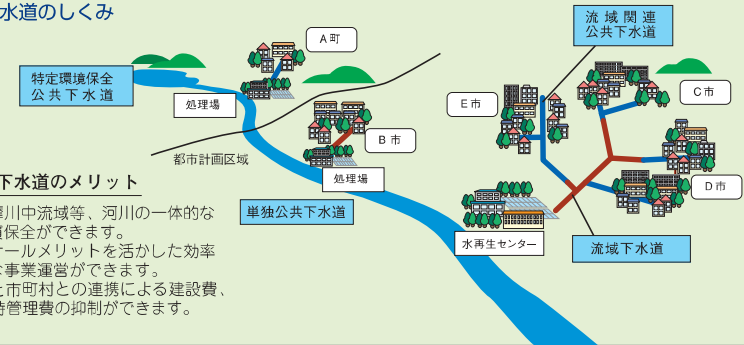 水道のしくみ
A町
特定環境保全
公共下水道
処理場
都市計画区域
B市
処理場
単独公共下水道
流域関連
公共下水道
E市
C市
D市
水再生センター
流域下水道
下水道のメリット
川中流域等、河川の一体的な
保全ができます。
ールメリットを活かした効率
事業運営ができます。
市町村との連携による建設費、
管理費の抑制ができます。